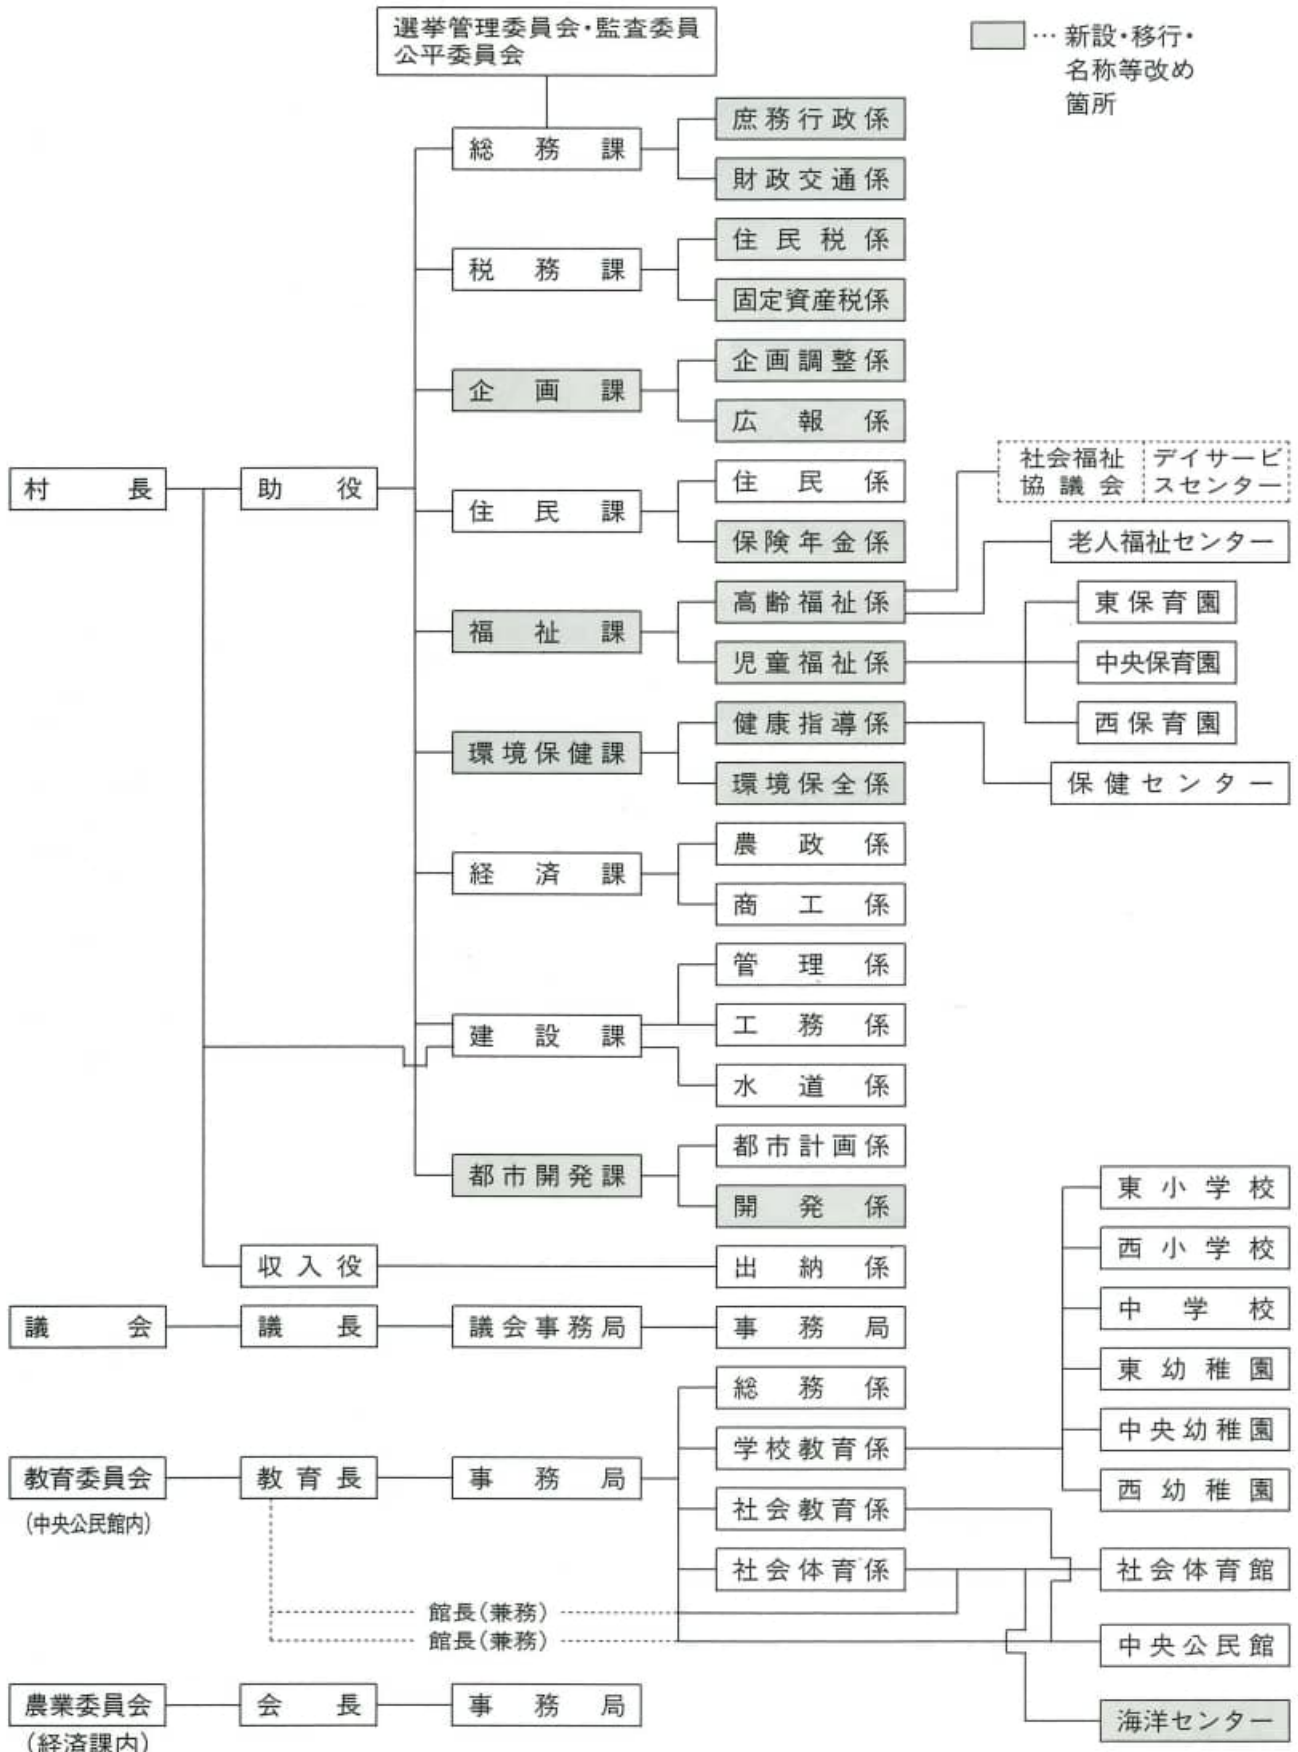 選挙管理委員会・監査委員
公平委員会
…新設・移行・
名称等改め
箇所
総務課
庶務行政係
財政交通係
税務課
住民税係
固定資産税係
企画課
企画調整係
広報係
村長
助役
住民課
住民係
保険年金係
社会福祉
協議会
デイサービ
スセンター
老人福祉センター
福祉課
高齢福祉係
児童福祉係
東保育園
中央保育園
西保育園
環境保健課
健康指導係
環境保全係
保健センター
経済課
農政係
商工係
建設課
管理係
工務係
水道係
都市開発課
都市計画係
開発係
収入役
出納係
議会
議長
議会事務局
事務局
教育委員会
(中央公民館内)
教育長
事務局
総務係
学校教育係
社会教育係
社会体育係
東小学校
西小学校
中学校
東幼稚園
中央幼稚園
西幼稚園
社会体育館
館長(兼務)
館長(兼務)
中央公民館
海洋センター
農業委員会
(経済課内)
会長
事務局